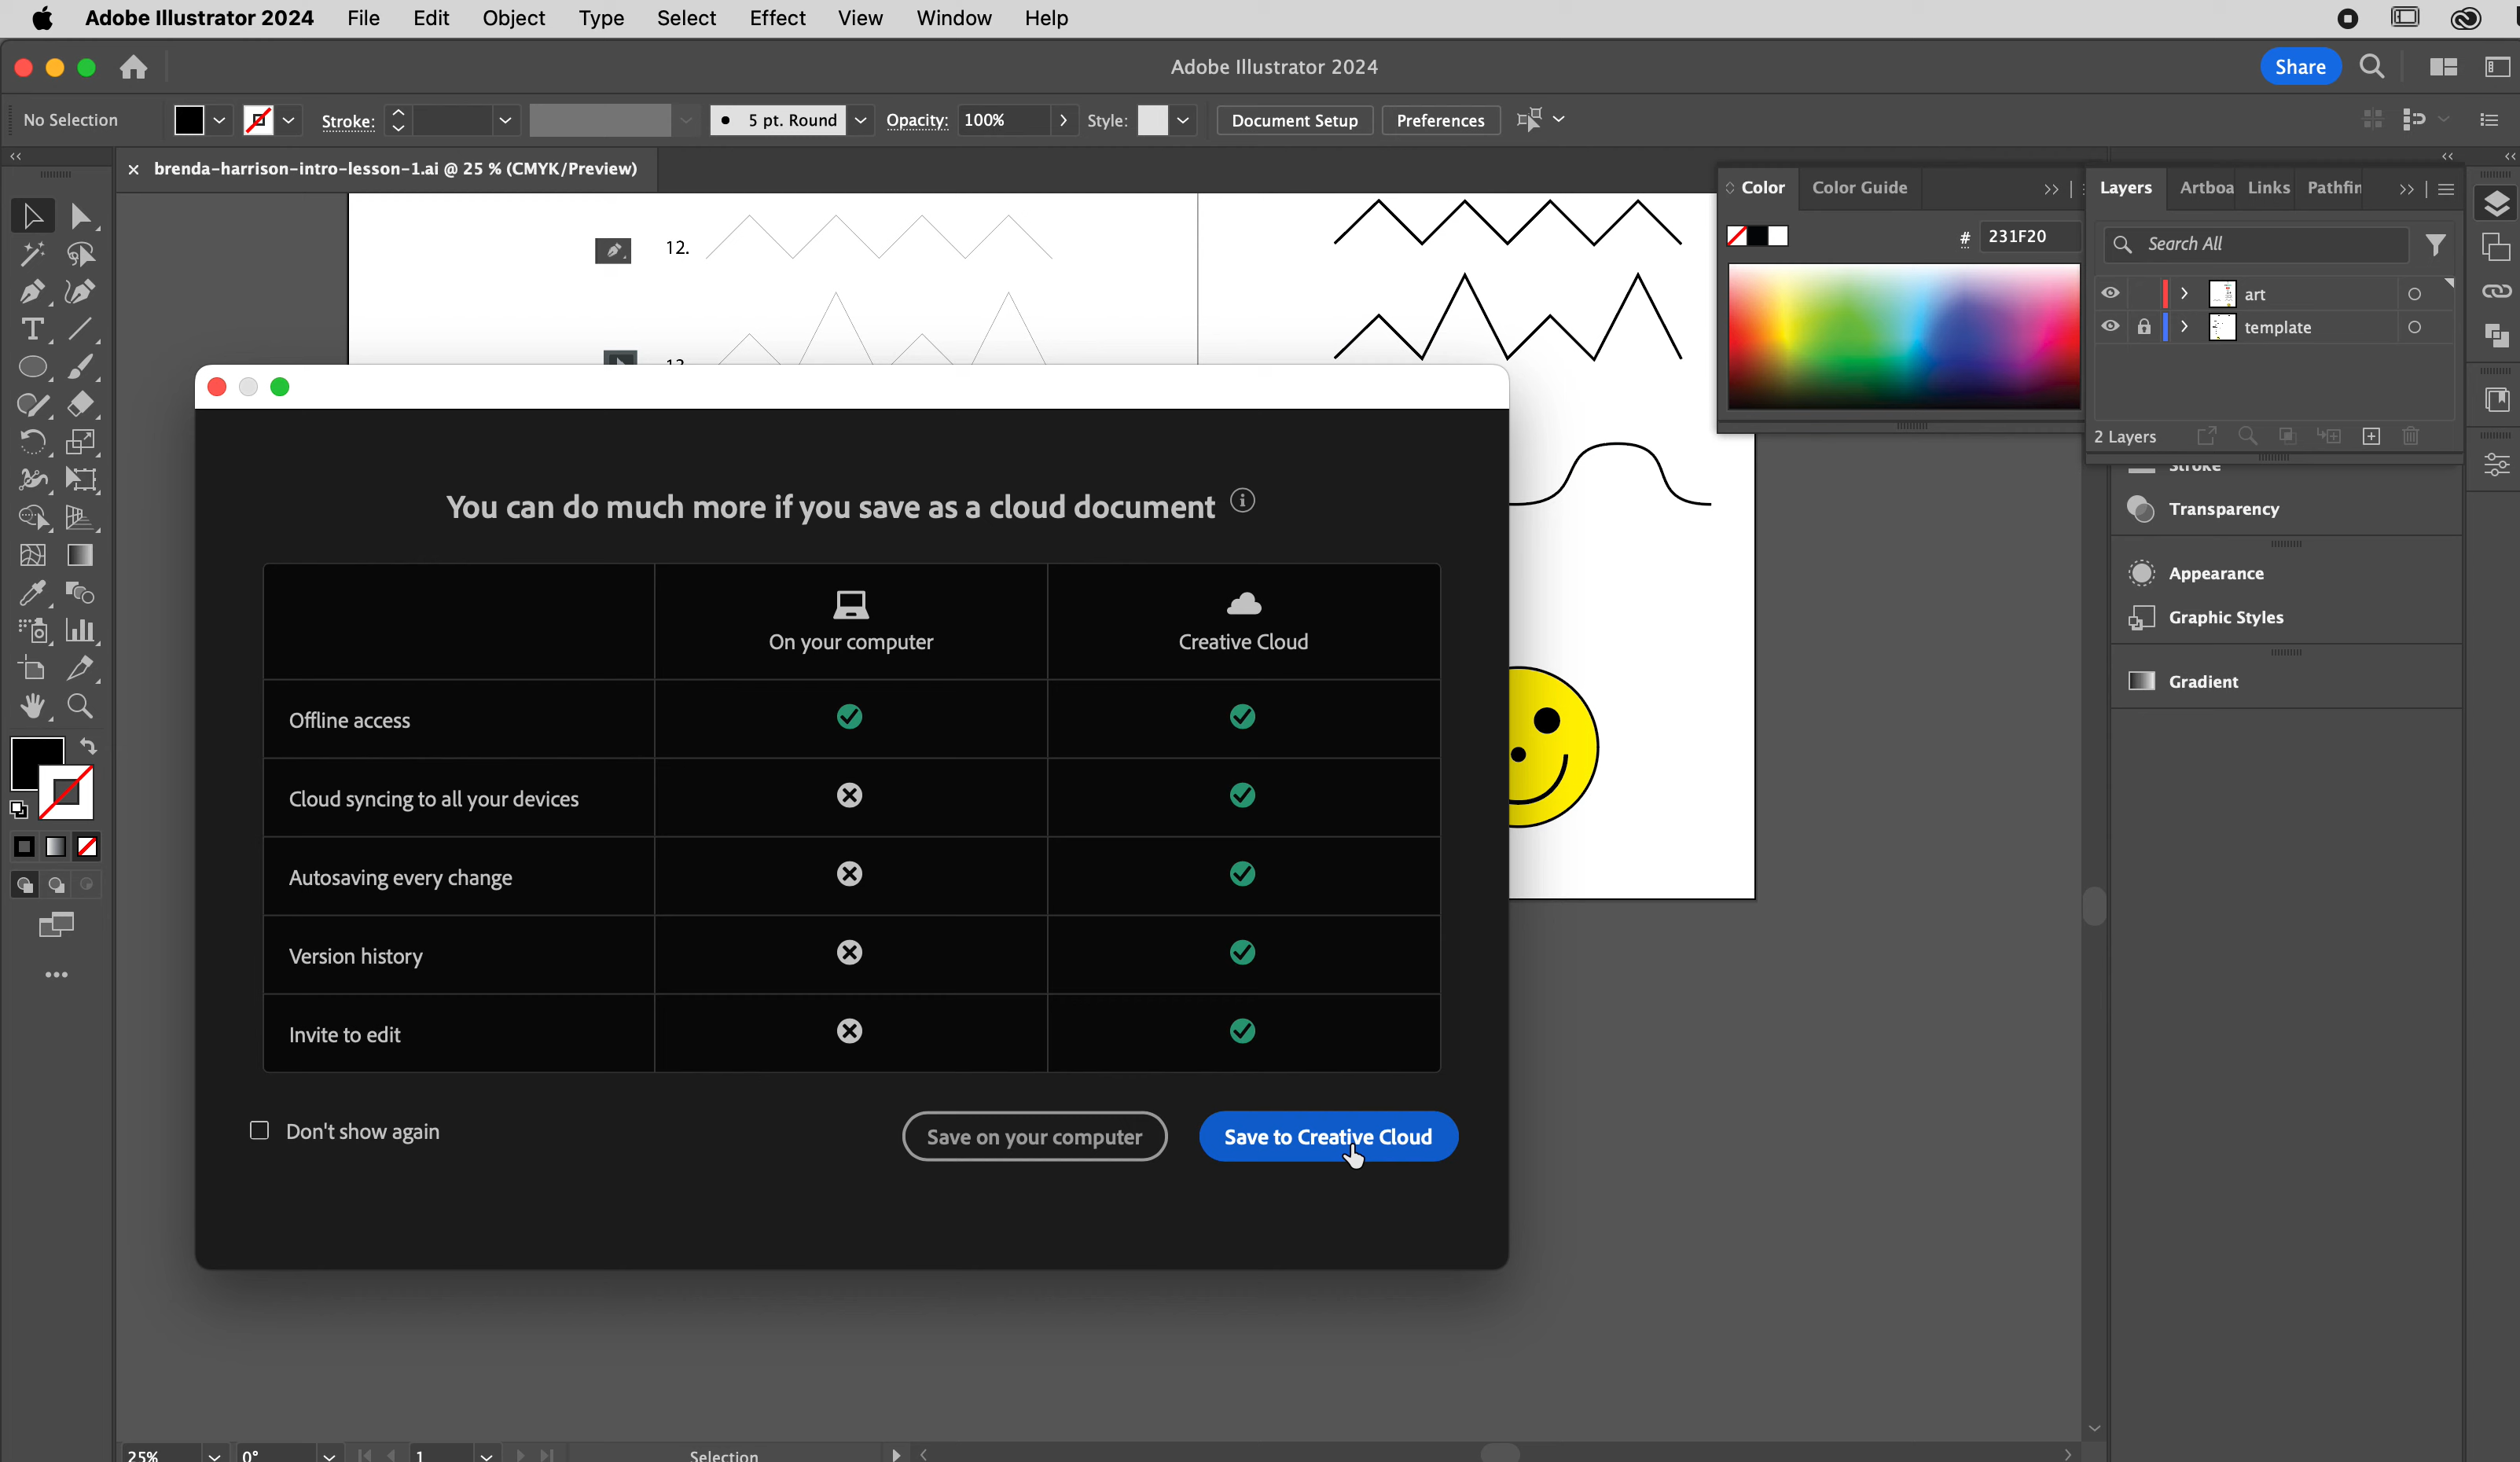 Adobe Illustrator 2024 File Edit Object Type Select Effect View Window Help
Adobe Illustrator 2024
Share
No Selection Stroke: 5 pt. Round Opacity: 100% Style: Document Setup Preferences
brenda-harrison-intro-lesson-1.ai @ 25 % (CMYK/Preview)
Color Color Guide
# 231F20
Layers Artboa Links Pathfin
Search All
art
template
2 Layers
12.
You can do much more if you save as a cloud document
On your computer Creative Cloud
Offline access
Cloud syncing to all your devices
Autosaving every change
Version history
Invite to edit
Don't show again
Save on your computer
Save to Creative Cloud
Stroke
Transparency
Appearance
Graphic Styles
Gradient
25% 0° 1 Selection